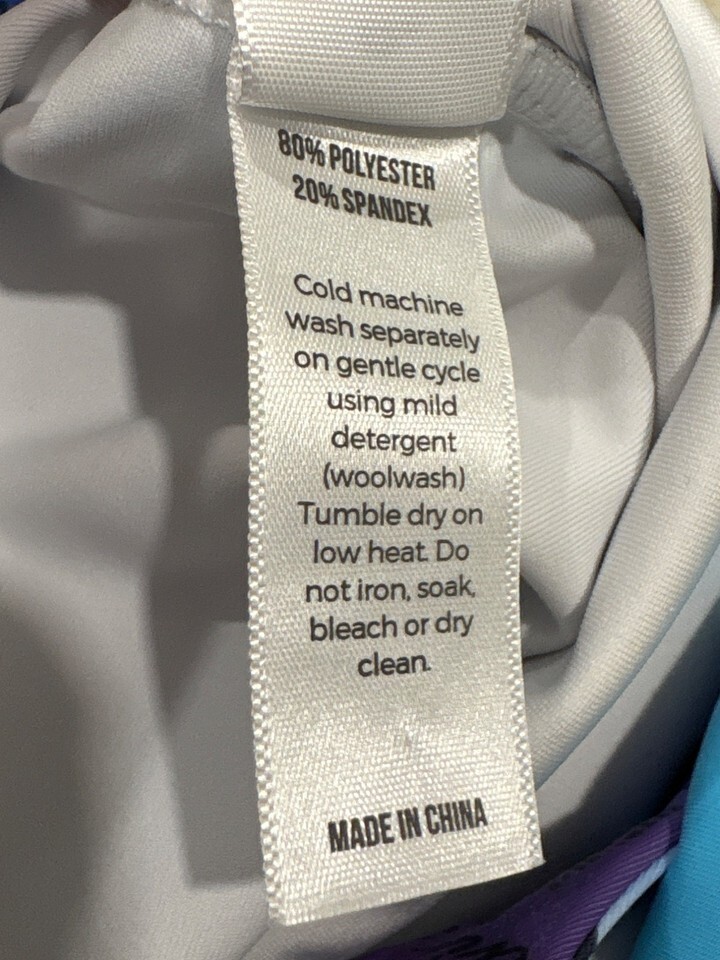 80% POLYESTER
20% SPANDEX
Cold machine
wash separately
on gentle cycle
using mild
detergent
(woolwash)
Tumble dry on
low heat. Do
not iron, soak,
bleach or dry
clean.
MADE IN CHINA